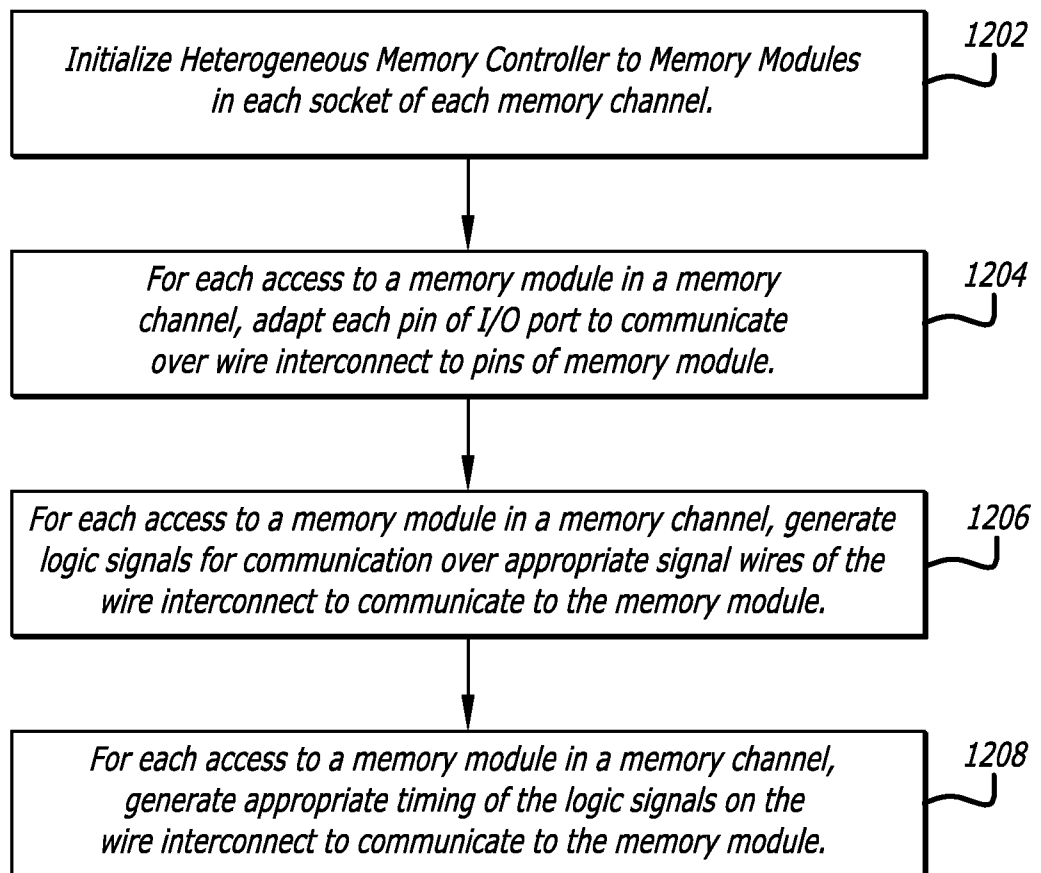 Initialize Heterogeneous Memory Controller to Memory Modules
in each socket of each memory channel.
1202
For each access to a memory module in a memory
channel, adapt each pin of I/O port to communicate
over wire interconnect to pins of memory module.
1204
For each access to a memory module in a memory channel, generate
logic signals for communication over appropriate signal wires of the
wire interconnect to communicate to the memory module.
1206
For each access to a memory module in a memory channel,
generate appropriate timing of the logic signals on the
wire interconnect to communicate to the memory module.
1208